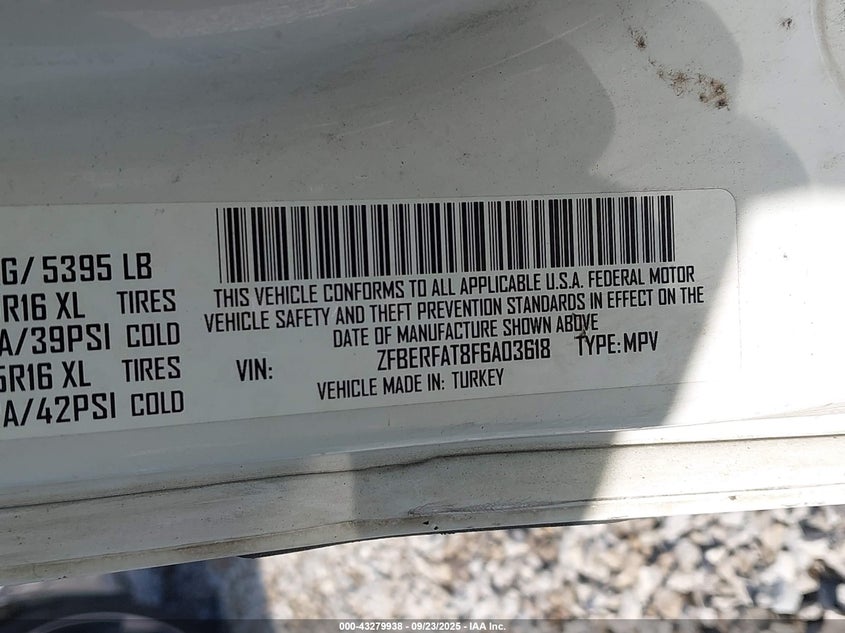 G/ 5395 LB
R16 XL TIRES
A/39PSI COLD
5R16 XL TIRES
A/42PSI COLD
THIS VEHICLE CONFORMS TO ALL APPLICABLE U.S.A. FEDERAL MOTOR
VEHICLE SAFETY AND THEFT PREVENTION STANDARDS IN EFFECT ON THE
DATE OF MANUFACTURE SHOWN ABOVE
VIN: ZFBERFAT8F6A03618 TYPE: MPV
VEHICLE MADE IN: TURKEY
000-43279938 - 09/23/2025 - IAA Inc.